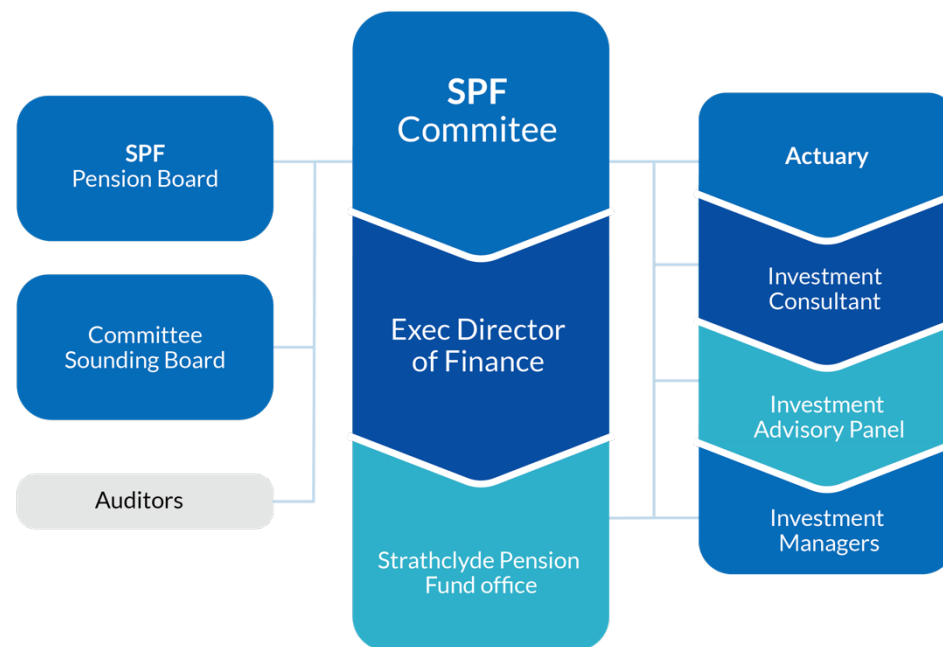 SPF
Pension Board
Committee
Sounding Board
Auditors
SPF
Commitee
Exec Director
of Finance
Strathclyde Pension
Fund office
Actuary
Investment
Consultant
Investment
Advisory Panel
Investment
Managers